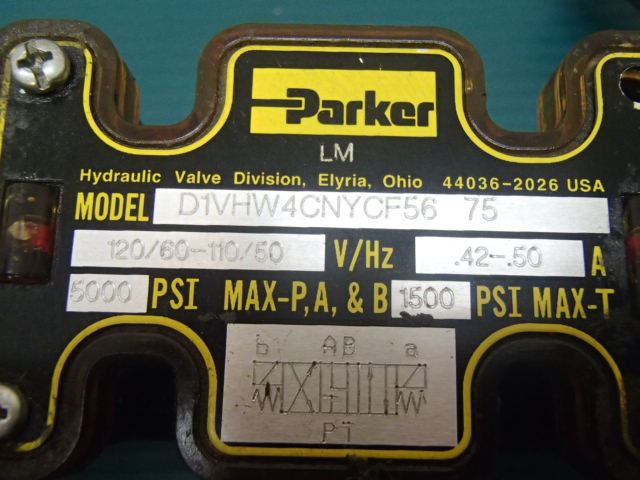 Parker
LM
Hydraulic Valve Division, Elyria, Ohio 44036-2026 USA
MODEL D1VHW4CNYCF56 75
120/60-110/50 V/Hz .42-.50 A
5000 PSI MAX-P,A, & B 1500 PSI MAX-T
b AB a
PT